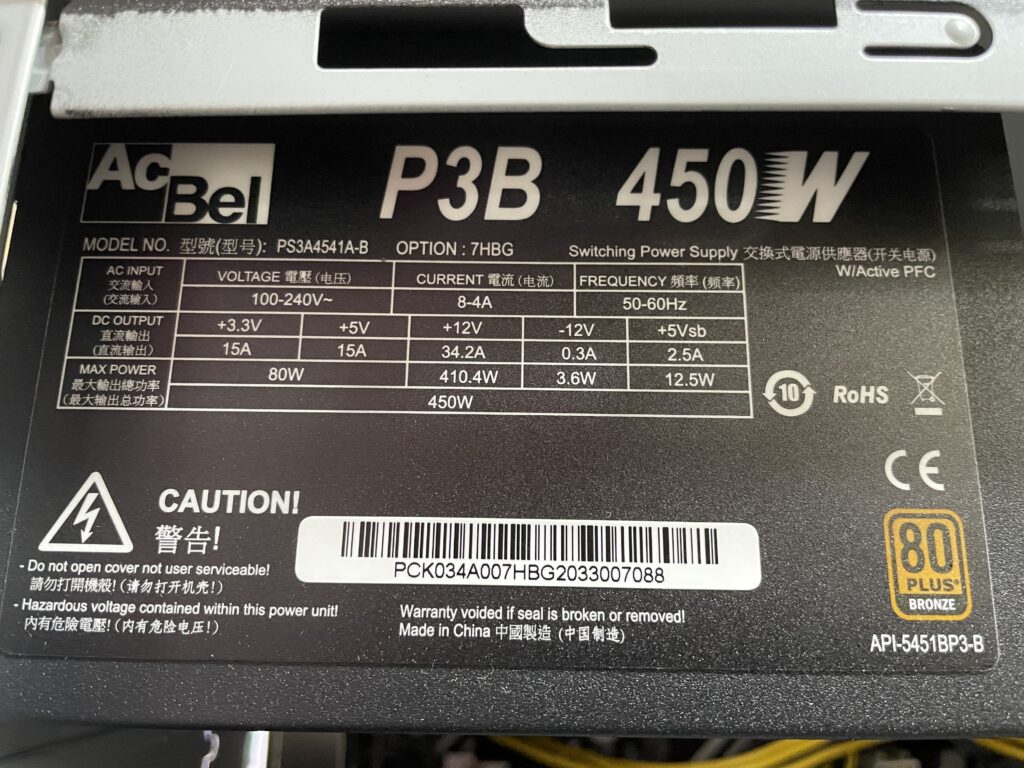 AcBel P3B 450W
MODEL NO. 型號(型号): PS3A4541A-B OPTION : 7HBG Switching Power Supply 交換式電源供應器(开关电源)
W/Active PFC
AC INPUT VOLTAGE 電壓(电压) CURRENT 電流(电流) FREQUENCY 頻率(频率)
交流輸入
(交流输入) 100-240V~ 8-4A 50-60Hz
DC OUTPUT +3.3V +5V +12V -12V +5Vsb
直流輸出
(直流输出) 15A 15A 34.2A 0.3A 2.5A
MAX POWER 80W 410.4W 3.6W 12.5W
最大輸出總功率
(最大输出总功率) 450W
10 RoHS
CE
CAUTION!
警告!
PCK034A007HBG2033007088
80
PLUS®
BRONZE
- Do not open cover not user serviceable!
請勿打開機殼!(请勿打开机壳!)
- Hazardous voltage contained within this power unit!
內有危險電壓!(内有危险电压!)
Warranty voided if seal is broken or removed!
Made in China 中國製造 (中国制造)
API-5451BP3-B